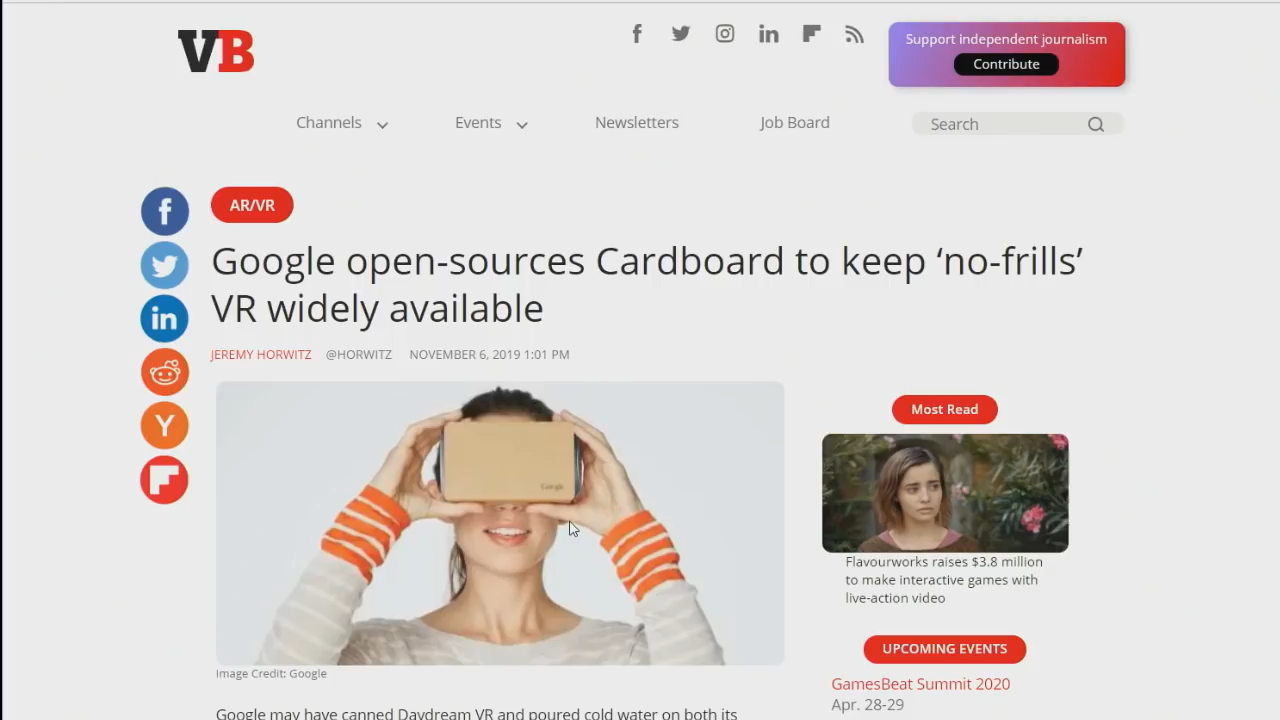 VB
Support independent journalism
Contribute
Channels
Events
Newsletters
Job Board
Search
AR/VR
Google open-sources Cardboard to keep ‘no-frills’
VR widely available
JEREMY HORWITZ @HORWITZ NOVEMBER 6, 2019 1:01 PM
Google
Image Credit: Google
Google may have canned Daydream VR and poured cold water on both its
Most Read
Flavourworks raises $3.8 million
to make interactive games with
live-action video
UPCOMING EVENTS
GamesBeat Summit 2020
Apr. 28-29